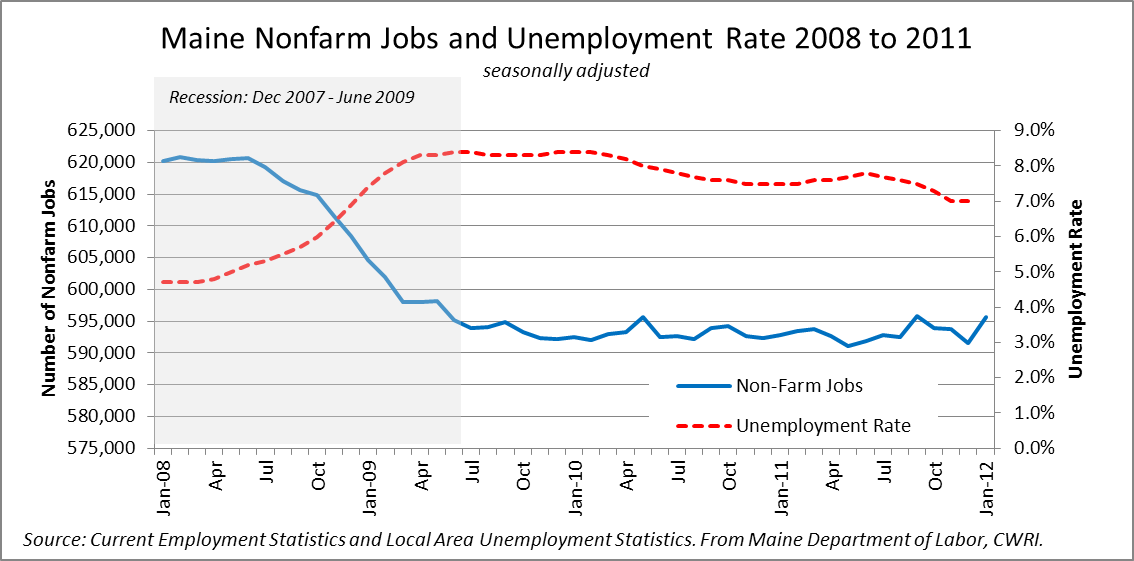 Maine Nonfarm Jobs and Unemployment Rate 2008 to 2011
seasonally adjusted
Recession: Dec 2007 - June 2009
Number of Nonfarm Jobs
625,000
620,000
615,000
610,000
605,000
600,000
595,000
590,000
585,000
580,000
575,000
9.0%
8.0%
7.0%
6.0%
5.0%
4.0%
3.0%
2.0%
1.0%
0.0%
Unemployment Rate
Non-Farm Jobs
Unemployment Rate
Jan-08
Apr
Jul
Oct
Jan-09
Apr
Jul
Oct
Jan-10
Apr
Jul
Oct
Jan-11
Apr
Jul
Oct
Jan-12
Source: Current Employment Statistics and Local Area Unemployment Statistics. From Maine Department of Labor, CWRI.